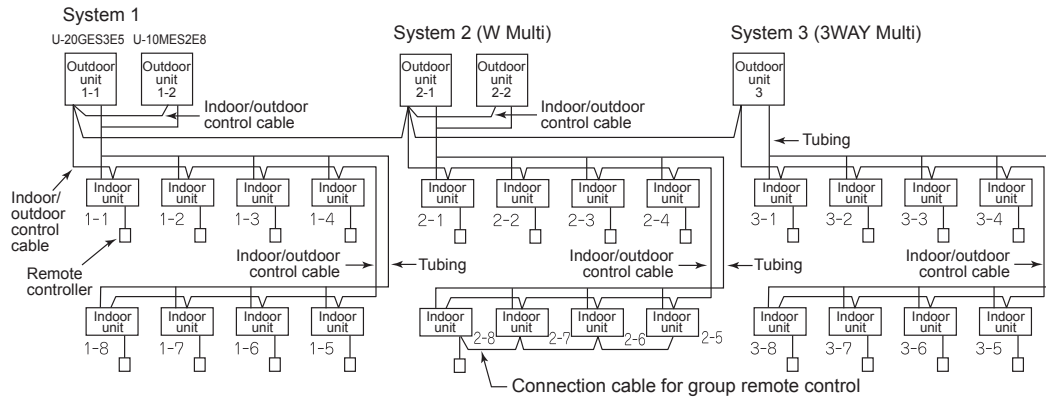 System 1
U-20GES3E5 U-10MES2E8
Outdoor unit 1-1
Outdoor unit 1-2
Indoor/outdoor control cable
System 2 (W Multi)
Outdoor unit 2-1
Outdoor unit 2-2
Indoor/outdoor control cable
System 3 (3WAY Multi)
Outdoor unit 3
Tubing
Indoor unit 1-1
Indoor unit 1-2
Indoor unit 1-3
Indoor unit 1-4
Indoor unit 2-1
Indoor unit 2-2
Indoor unit 2-3
Indoor unit 2-4
Indoor unit 3-1
Indoor unit 3-2
Indoor unit 3-3
Indoor unit 3-4
Indoor/outdoor control cable
Remote controller
Indoor/outdoor control cable
Tubing
Indoor/outdoor control cable
Tubing
Indoor/outdoor control cable
Indoor unit 1-8
Indoor unit 1-7
Indoor unit 1-6
Indoor unit 1-5
Indoor unit 2-8
Indoor unit 2-7
Indoor unit 2-6
Indoor unit 2-5
Indoor unit 3-8
Indoor unit 3-7
Indoor unit 3-6
Indoor unit 3-5
Connection cable for group remote control